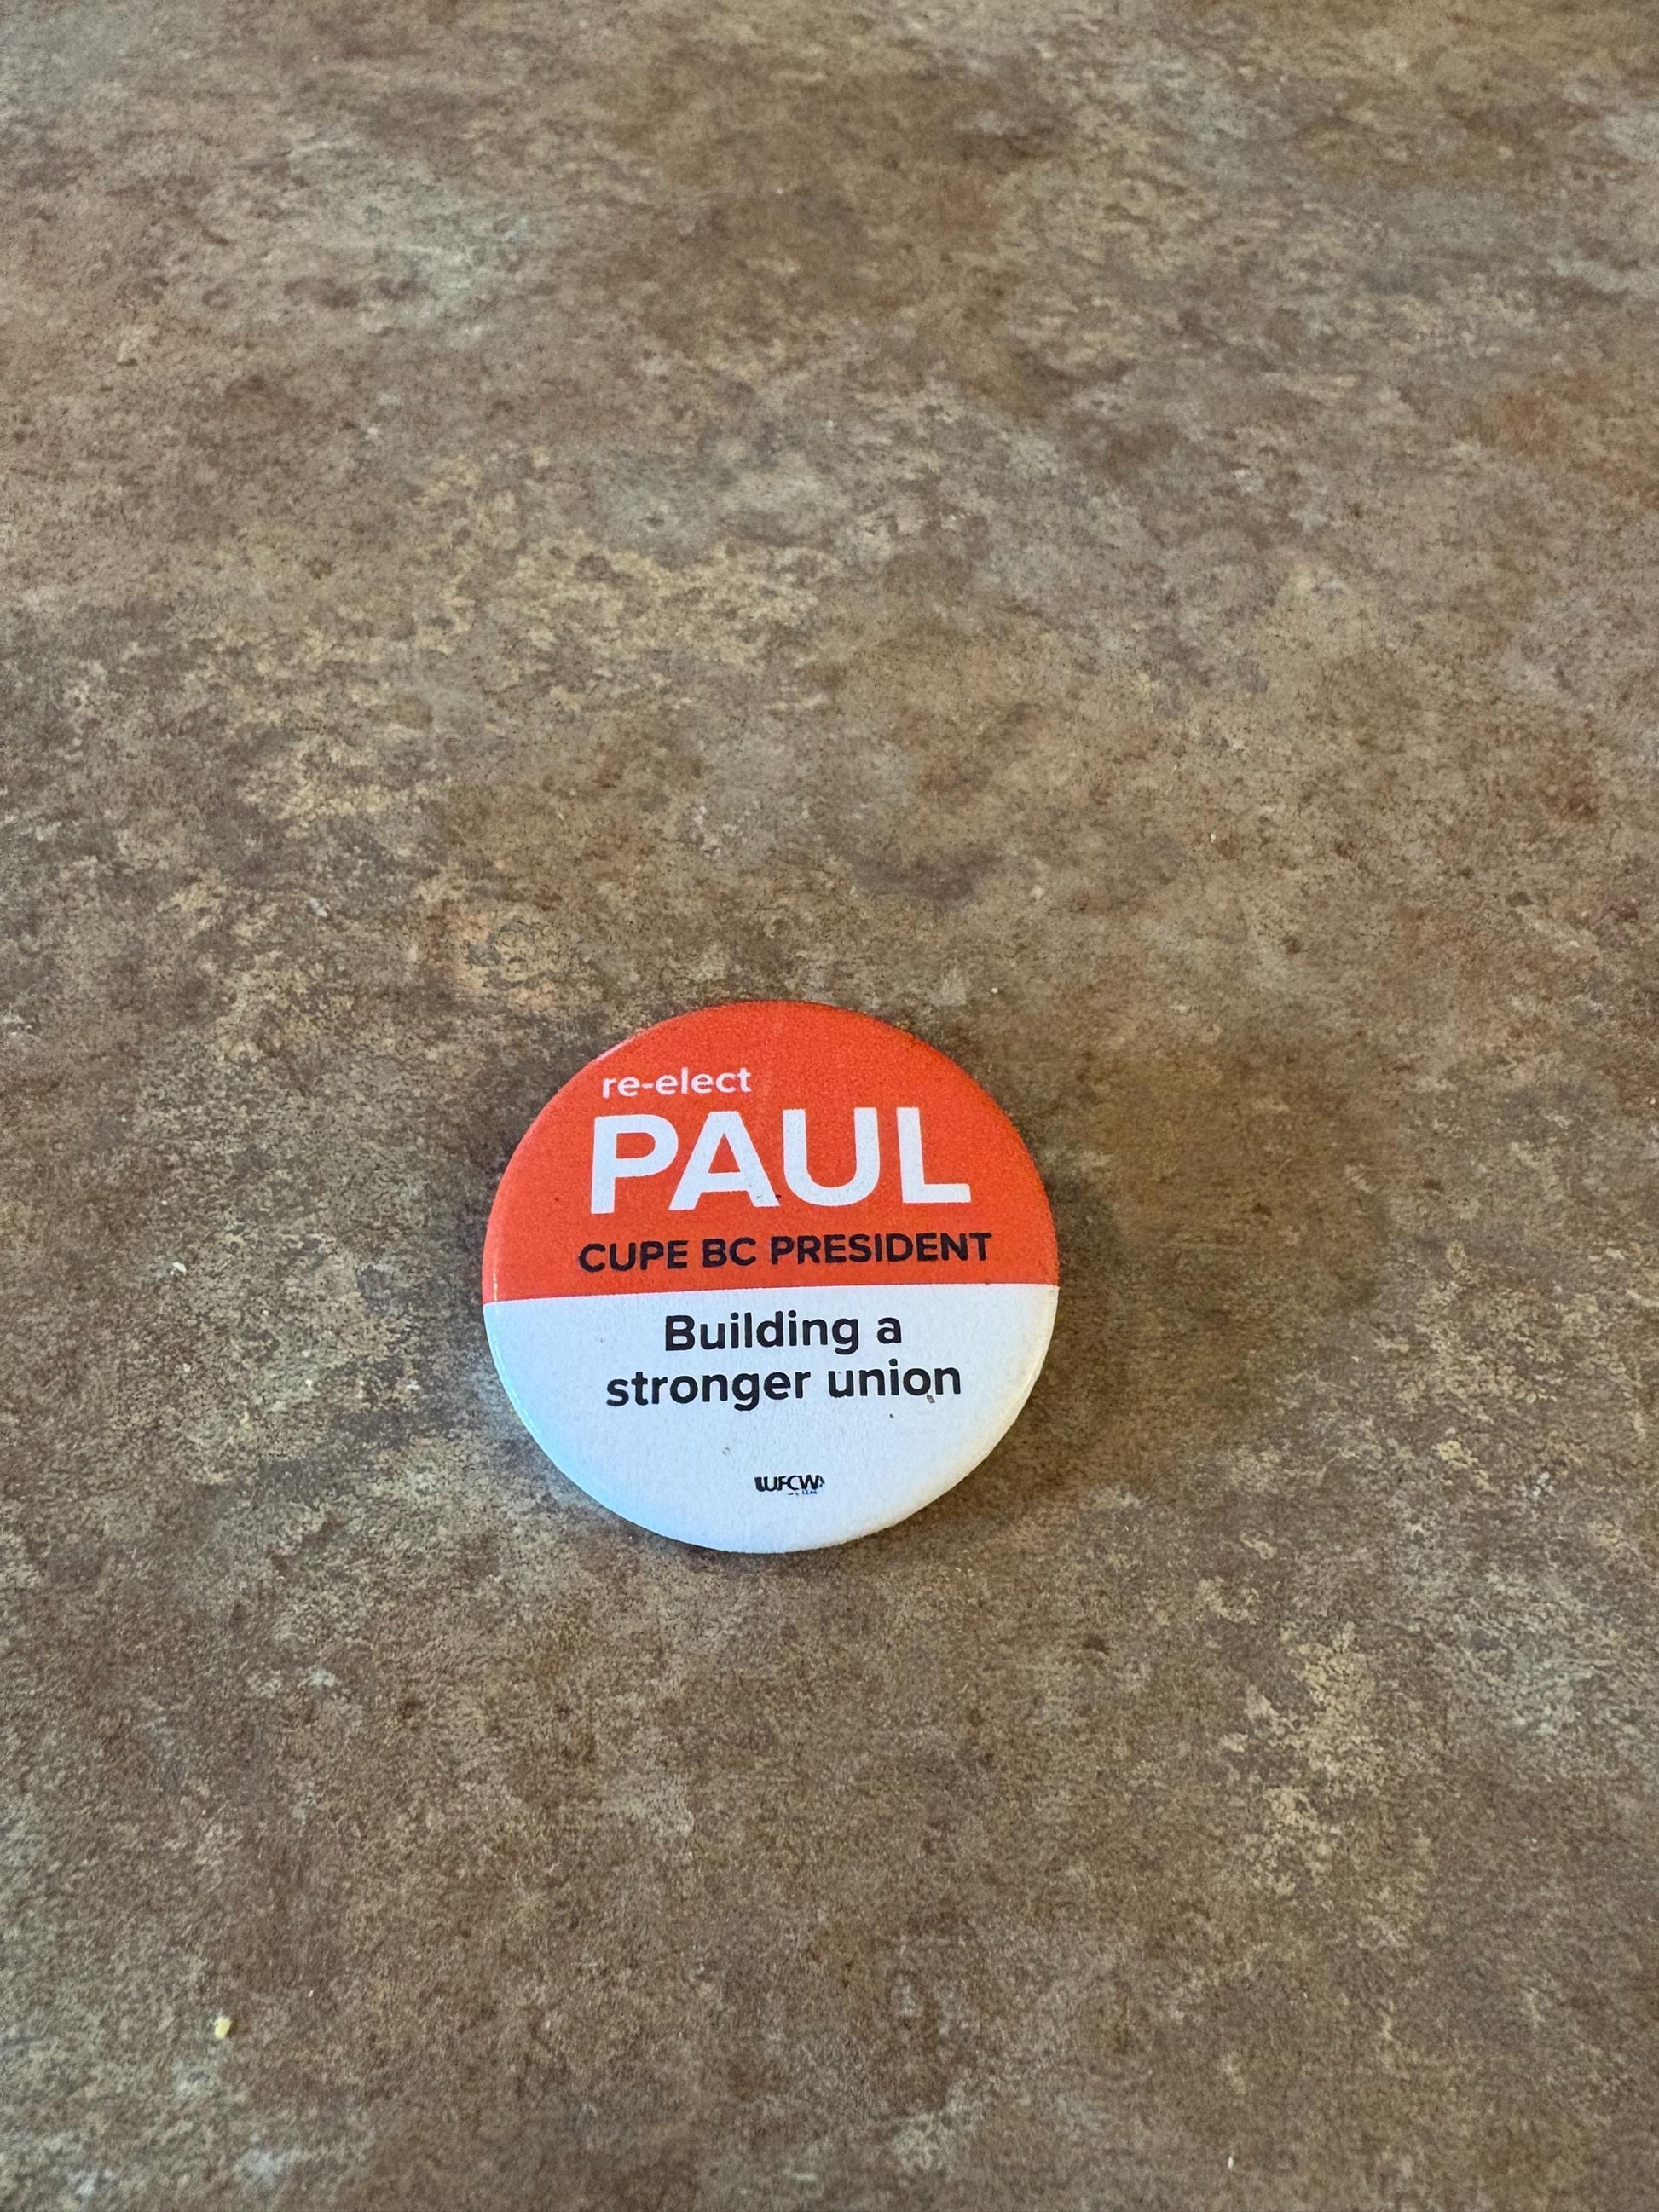 re-elect
PAUL
CUPE BC PRESIDENT
Building a
stronger union
UFCW